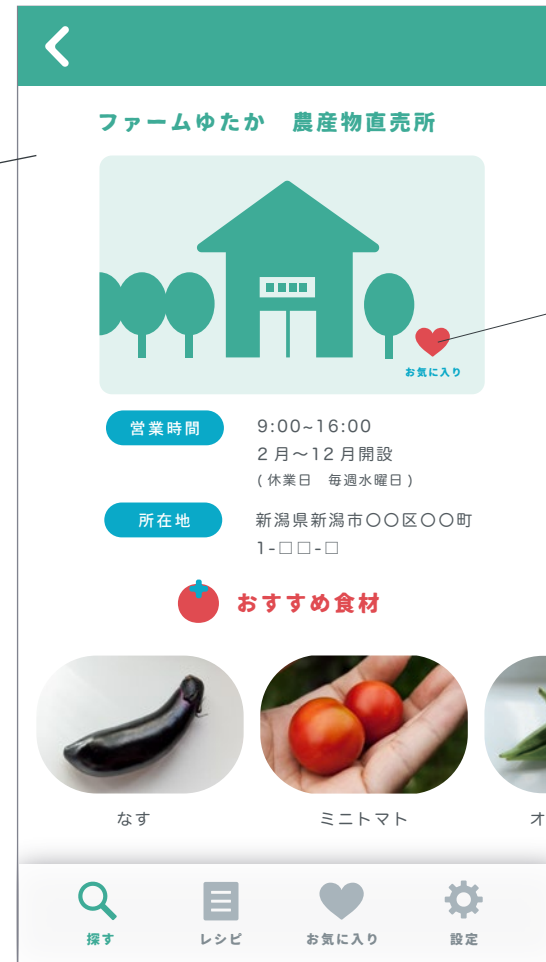 ファームゆたか　農産物直売所
お気に入り
営業時間
9:00~16:00
2月〜12月開設
(休業日　毎週水曜日)
所在地
新潟県新潟市〇〇区〇〇町
1-□□-□
おすすめ食材
なす
ミニトマト
オ
探す
レシピ
お気に入り
設定